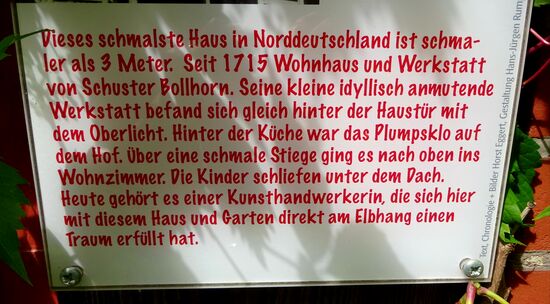 Dieses schmalste Haus in Norddeutschland ist schma-
ler als 3 Meter. Seit 1715 Wohnhaus und Werkstatt
von Schuster Bollhorn. Seine kleine idyllisch anmutende
Werkstatt befand sich gleich hinter der Haustür mit
dem Oberlicht. Hinter der Küche war das Plumpsklo auf
dem Hof. Über eine schmale Stiege ging es nach oben ins
Wohnzimmer. Die Kinder schliefen unter dem Dach.
Heute gehört es einer Kunsthandwerkerin, die sich hier
mit diesem Haus und Garten direkt am Elbhang einen
Traum erfüllt hat.
Text, Chronologie + Bilder Horst Eggert, Gestaltung Hans-Jürgen